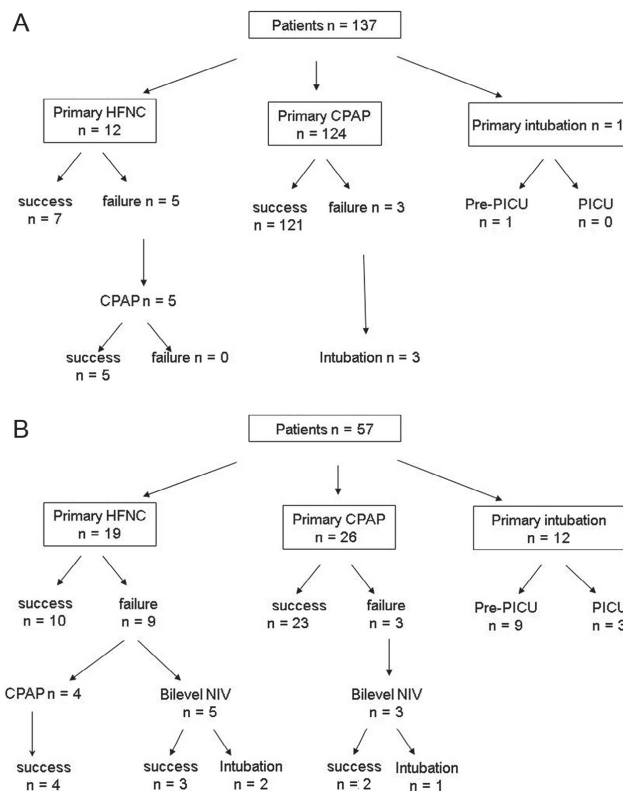 A
Patients n = 137
Primary HFNC
n = 12
Primary CPAP
n = 124
Primary intubation n = 1
success
n = 7
failure n = 5
success
n = 121
failure n = 3
Pre-PICU
n = 1
PICU
n = 0
CPAP n = 5
success
n = 5
failure n = 0
Intubation n = 3
B
Patients n = 57
Primary HFNC
n = 19
Primary CPAP
n = 26
Primary intubation
n = 12
success
n = 10
failure
n = 9
success
n = 23
failure
n = 3
Pre-PICU
n = 9
PICU
n = 3
CPAP n = 4
Bilevel NIV
n = 5
Bilevel NIV
n = 3
success
n = 4
success
n = 3
Intubation
n = 2
success
n = 2
Intubation
n = 1